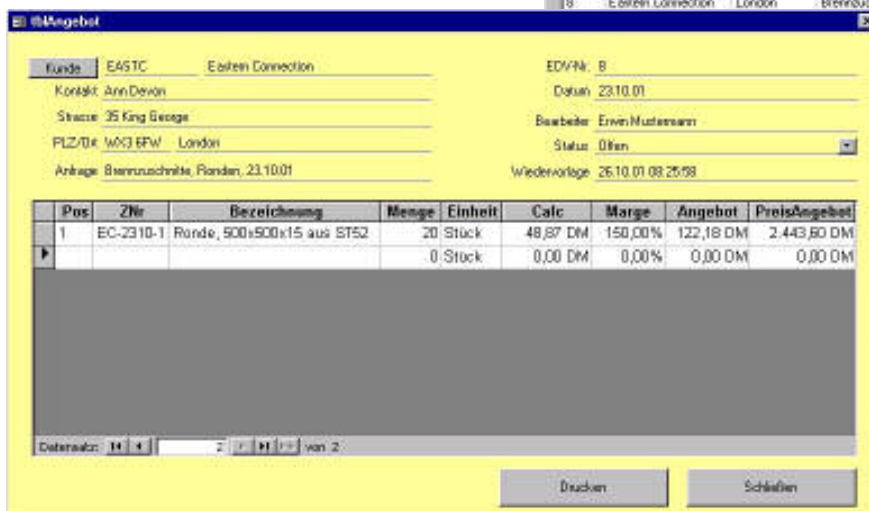 8 Eastern Connection London
tblAngebot
Kunde EASTC Eastern Connection EDV-Nr. 8
Kontakt Ann Devon Datum 23.10.01
Strasse 35 King George Bearbeiter Erwin Mustermann
PLZ/Ort WX3 6FW London Status Offen
Anfrage Brennzuschnitte, Ronden, 23.10.01 Wiedervorlage 26.10.01 08:25:58
Pos ZNr Bezeichnung Menge Einheit Calc Marge Angebot PreisAngebot
1 EC-2310-1 Ronde, 500x500x15 aus ST52 20 Stück 48,87 DM 150,00% 122,18 DM 2.443,60 DM
0 Stück 0,00 DM 0,00% 0,00 DM 0,00 DM
Datensatz: 2 von 2
Drucken Schließen